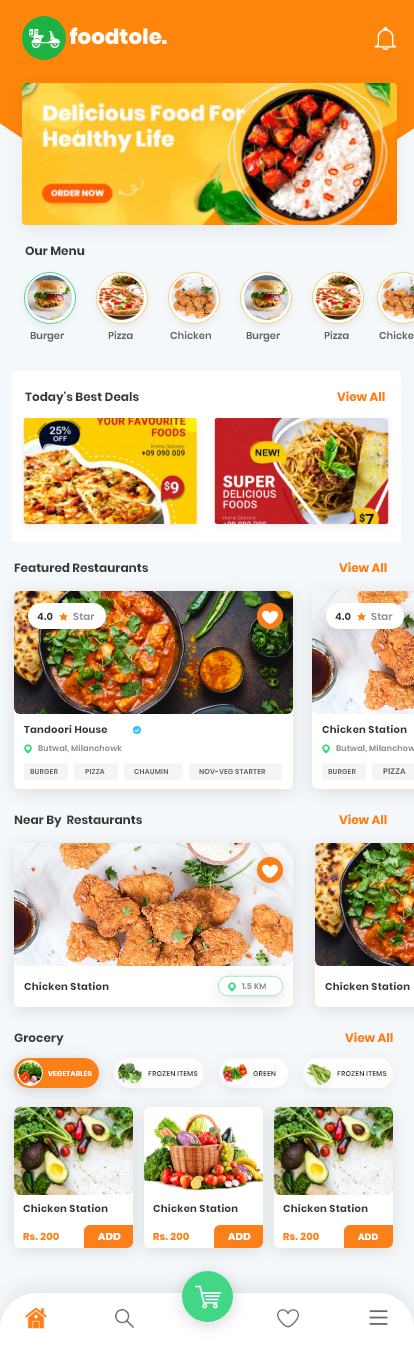 foodtole.
Delicious Food For
Healthy Life
ORDER NOW
Our Menu
Burger
Pizza
Chicken
Burger
Pizza
Chicke
Today's Best Deals
View All
25%
OFF
YOUR FAVOURITE
FOODS
Home Delivery:
+09 090 009
$9
NEW!
SUPER
DELICIOUS
FOODS
Home Delivery:
+09 090 009
$7
Featured Restaurants
View All
4.0 Star
4.0 Star
Tandoori House
Butwal, Milanchowk
BURGER
PIZZA
CHAUMIN
NOV-VEG STARTER
Chicken Station
Butwal, Milanchow
BURGER
PIZZA
Near By Restaurants
View All
Chicken Station
1.5 KM
Chicken Station
Grocery
View All
VEGETABLES
FROZEN ITEMS
GREEN
FROZEN ITEMS
Chicken Station
Rs. 200
ADD
Chicken Station
Rs. 200
ADD
Chicken Station
Rs. 200
ADD